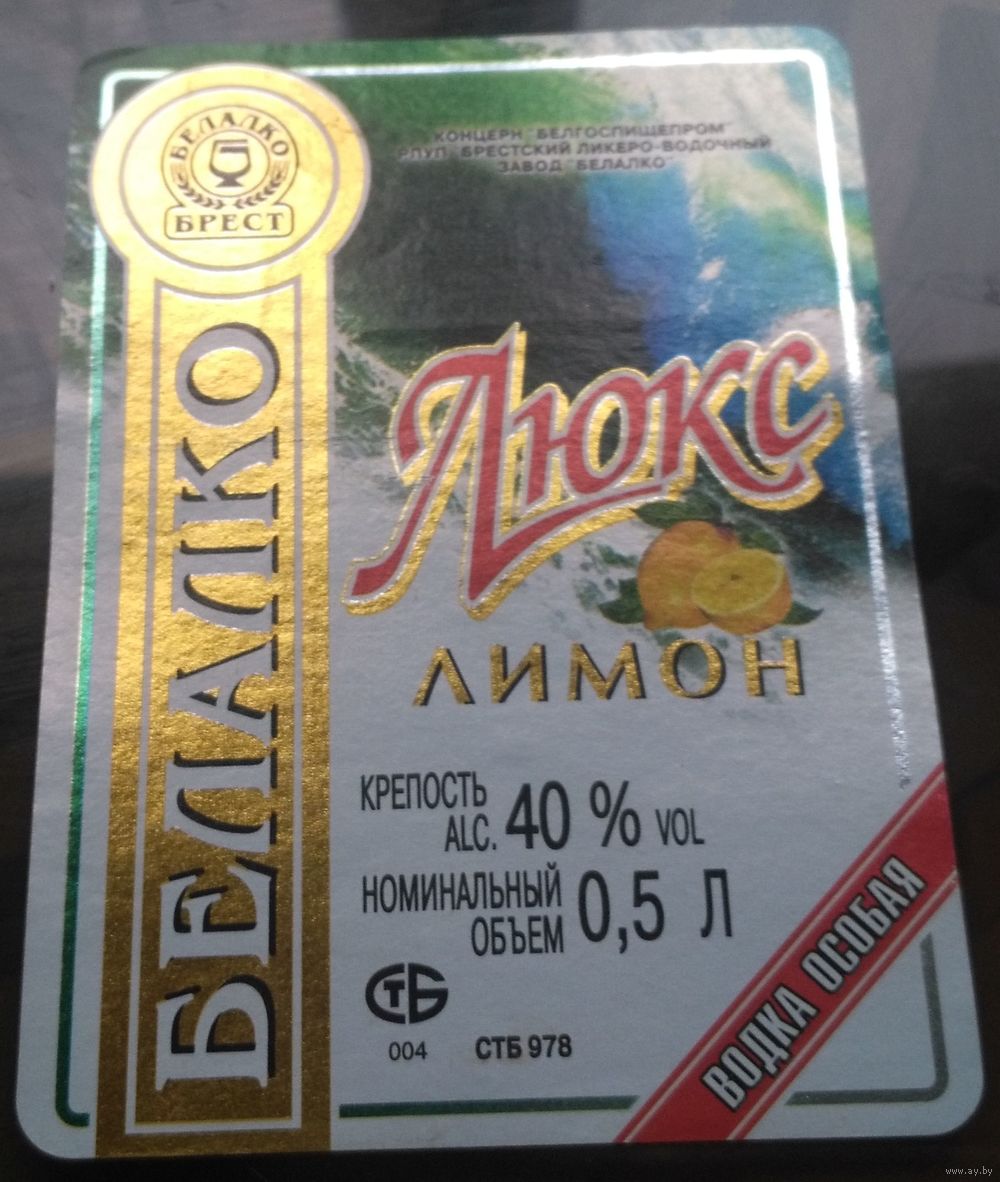 БЕЛАЛКО
БРЕСТ
КОНЦЕРН "БЕЛГОСПИЩЕПРОМ"
РЛУП "БРЕСТСКИЙ ЛИКЕРО-ВОДОЧНЫЙ
ЗАВОД "БЕЛАЛКО"
БЕЛАЛКО
Люкс
ЛИМОН
КРЕПОСТЬ
ALC. 40 % VOL
НОМИНАЛЬНЫЙ
ОБЪЕМ 0,5 Л
СТБ
004 СТБ 978
ВОДКА ОСОБАЯ
www.ay.by